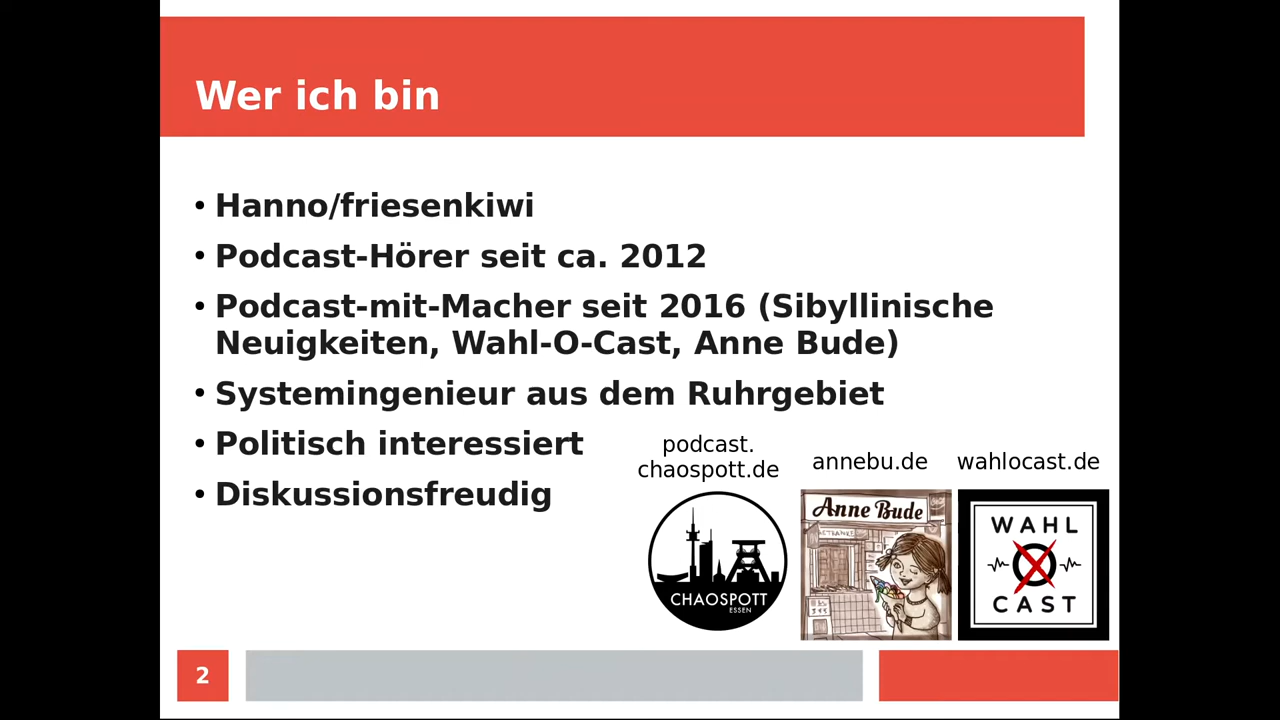 Wer ich bin
• Hanno/friesenkiwi
• Podcast-Hörer seit ca. 2012
• Podcast-mit-Macher seit 2016 (Sibyllinische
Neuigkeiten, Wahl-O-Cast, Anne Bude)
• Systemingenieur aus dem Ruhrgebiet
• Politisch interessiert
• Diskussionsfreudig
podcast.
chaospott.de
annebu.de
wahlocast.de
CHAOSPOTT
ESSEN
Anne Bude
GETRÄNKE
WAHL
CAST
2